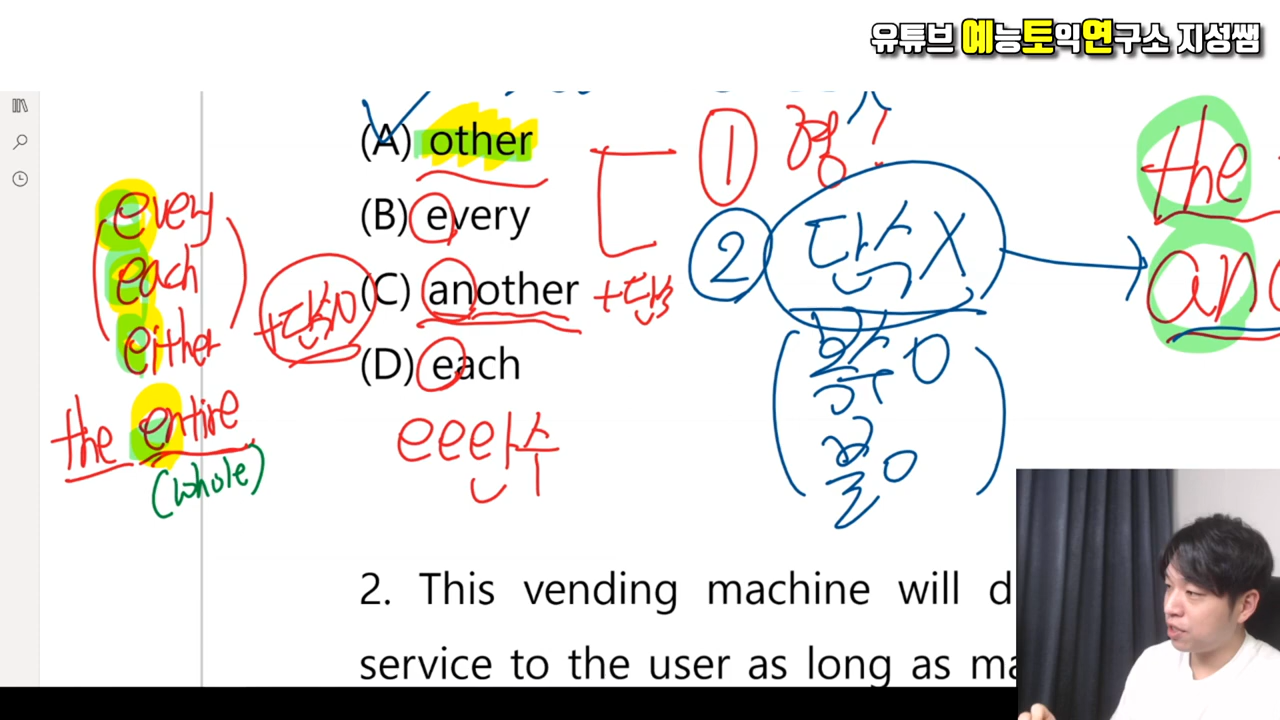 유튜브 예능토익연구소 지성쌤
(A) other
(B) every
(C) another
(D) each
every
each
either
+단수N
the entire
(whole)
eee단수
+단수
① 형
② 단수X
복수O
불O
the
an
2. This vending machine will d
service to the user as long as ma